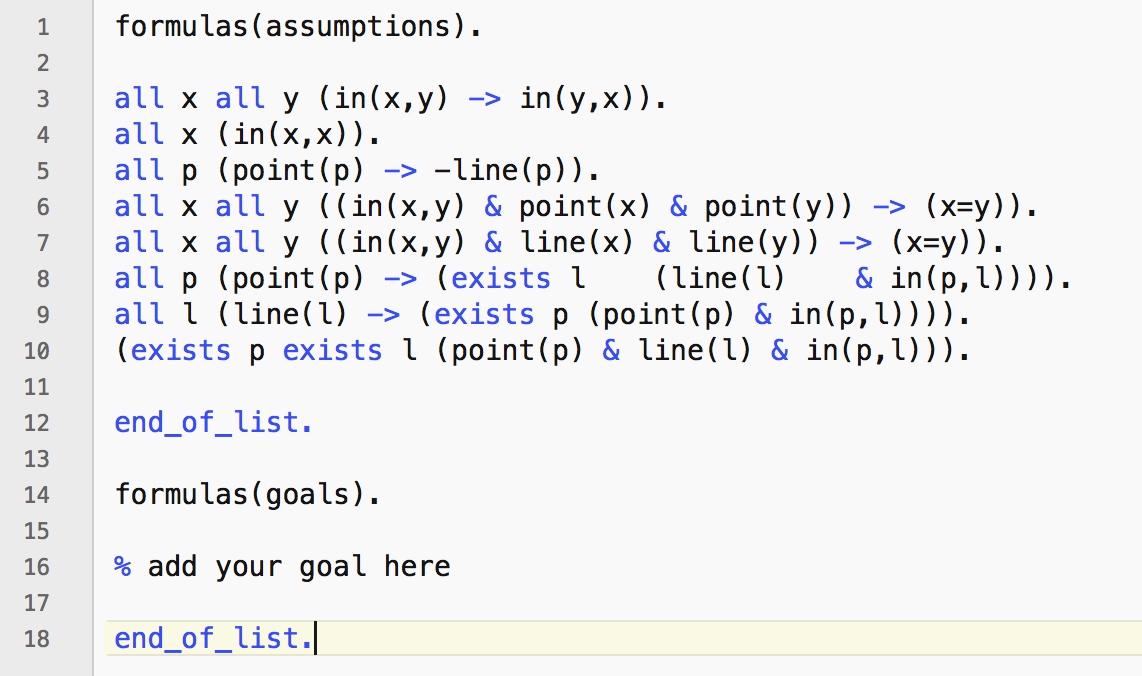 1 formulas(assumptions).
2
3 all x all y (in(x,y) -> in(y,x)).
4 all x (in(x,x)).
5 all p (point(p) -> -line(p)).
6 all x all y ((in(x,y) & point(x) & point(y)) -> (x=y)).
7 all x all y ((in(x,y) & line(x) & line(y)) -> (x=y)).
8 all p (point(p) -> (exists l    (line(l)    & in(p,l)))).
9 all l (line(l) -> (exists p (point(p) & in(p,l)))).
10 (exists p exists l (point(p) & line(l) & in(p,l))).
11
12 end_of_list.
13
14 formulas(goals).
15
16 % add your goal here
17
18 end_of_list.